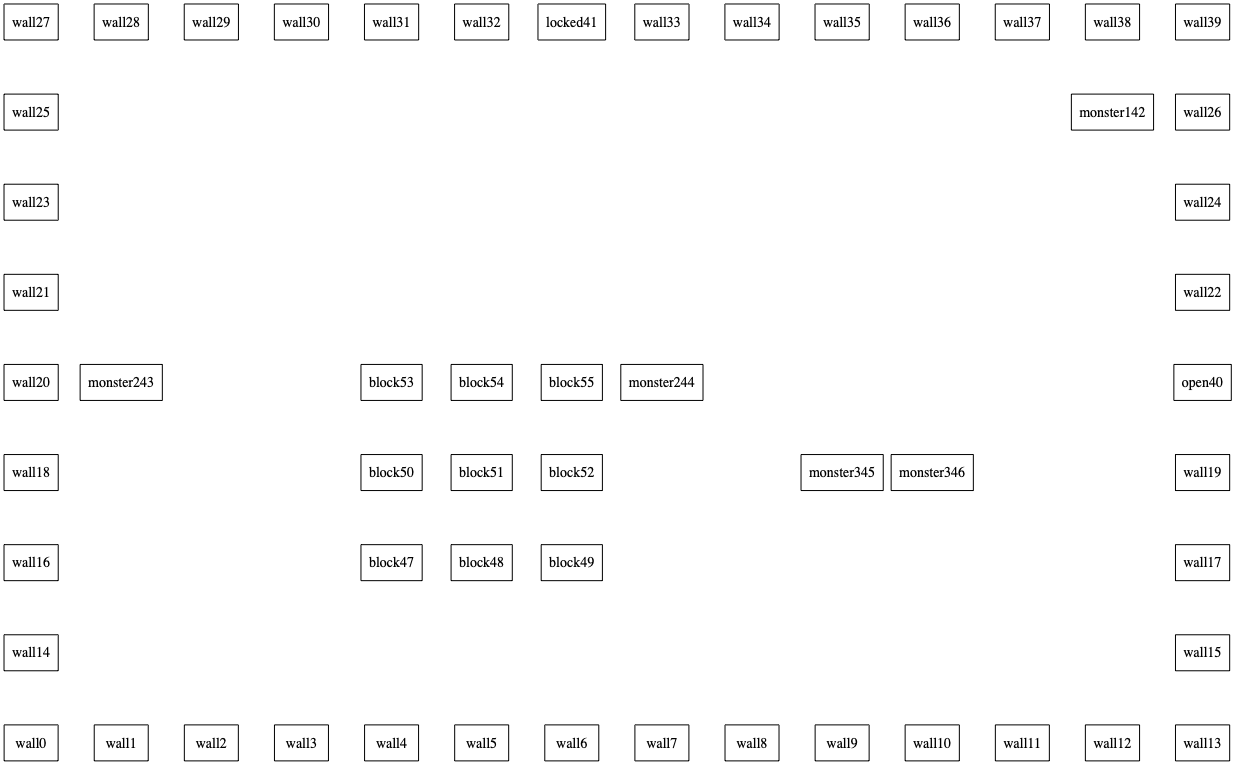 wall27 wall28 wall29 wall30 wall31 wall32 locked41 wall33 wall34 wall35 wall36 wall37 wall38 wall39
wall25 monster142 wall26
wall23 wall24
wall21 wall22
wall20 monster243 block53 block54 block55 monster244 open40
wall18 block50 block51 block52 monster345 monster346 wall19
wall16 block47 block48 block49 wall17
wall14 wall15
wall0 wall1 wall2 wall3 wall4 wall5 wall6 wall7 wall8 wall9 wall10 wall11 wall12 wall13